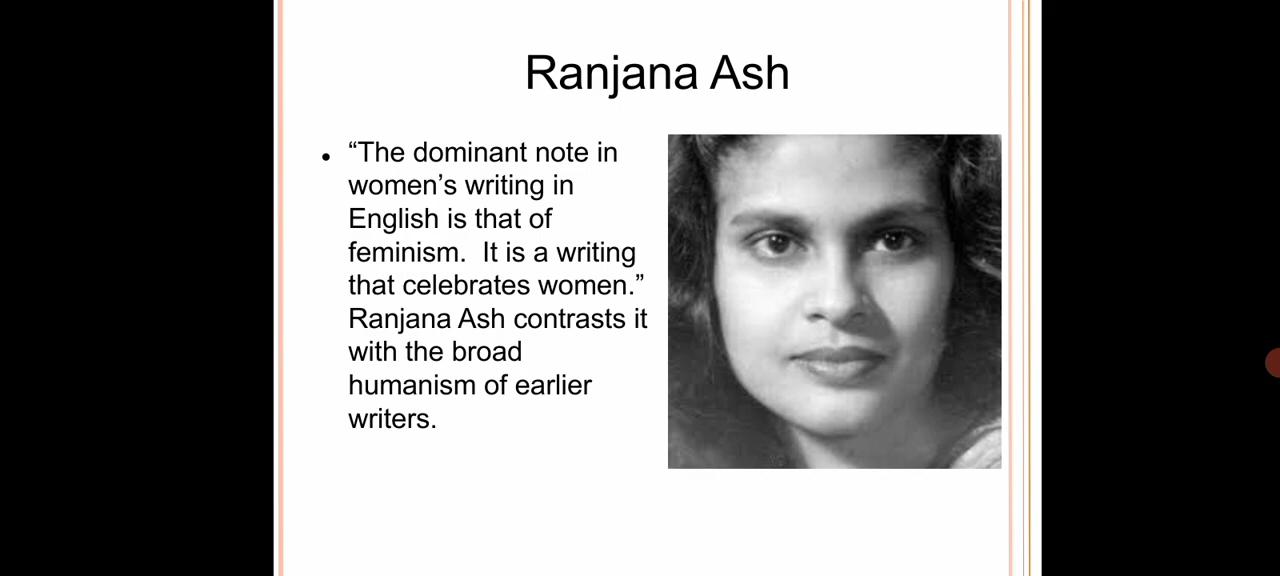 Ranjana Ash
• “The dominant note in
women’s writing in
English is that of
feminism.  It is a writing
that celebrates women.”
Ranjana Ash contrasts it
with the broad
humanism of earlier
writers.